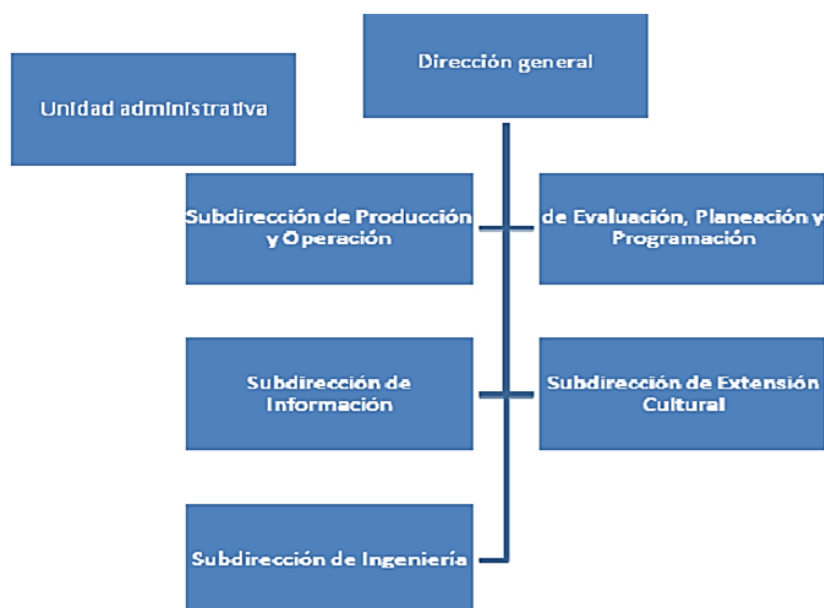 Dirección general
Unidad administrativa
Subdirección de Producción
y Operación
de Evaluación, Planeación y
Programación
Subdirección de
Información
Subdirección de Extensión
Cultural
Subdirección de Ingeniería